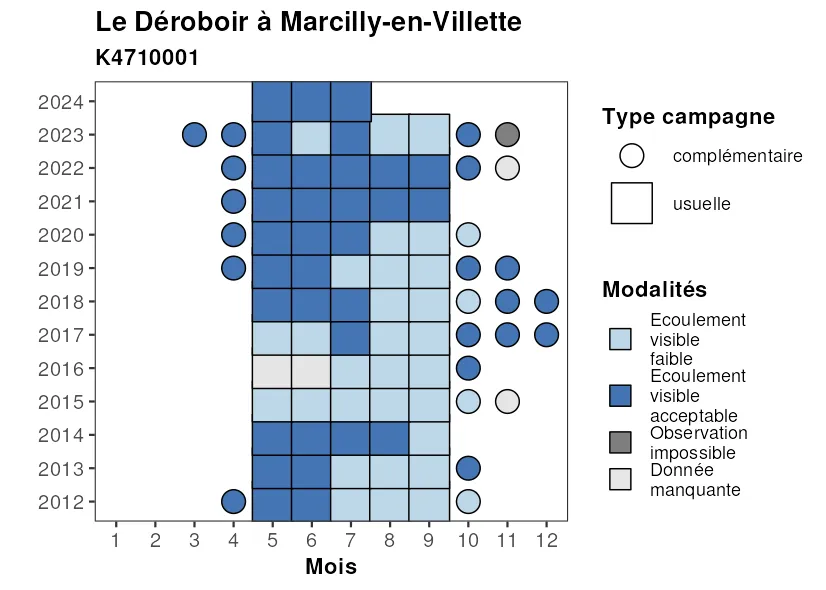 Le Déroboir à Marcilly-en-Villette
K4710001
2024
2023
2022
2021
2020
2019
2018
2017
2016
2015
2014
2013
2012
1 2 3 4 5 6 7 8 9 10 11 12
Mois
Type campagne
complémentaire
usuelle
Modalités
Ecoulement
visible
faible
Ecoulement
visible
acceptable
Observation
impossible
Donnée
manquante